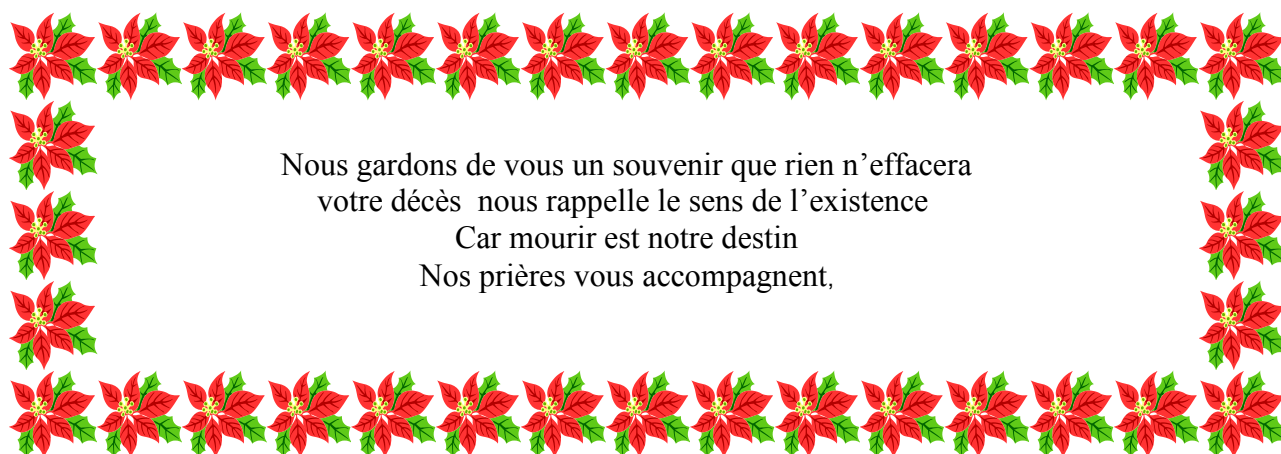 Nous gardons de vous un souvenir que rien n’effacera
votre décès  nous rappelle le sens de l’existence
Car mourir est notre destin
Nos prières vous accompagnent,